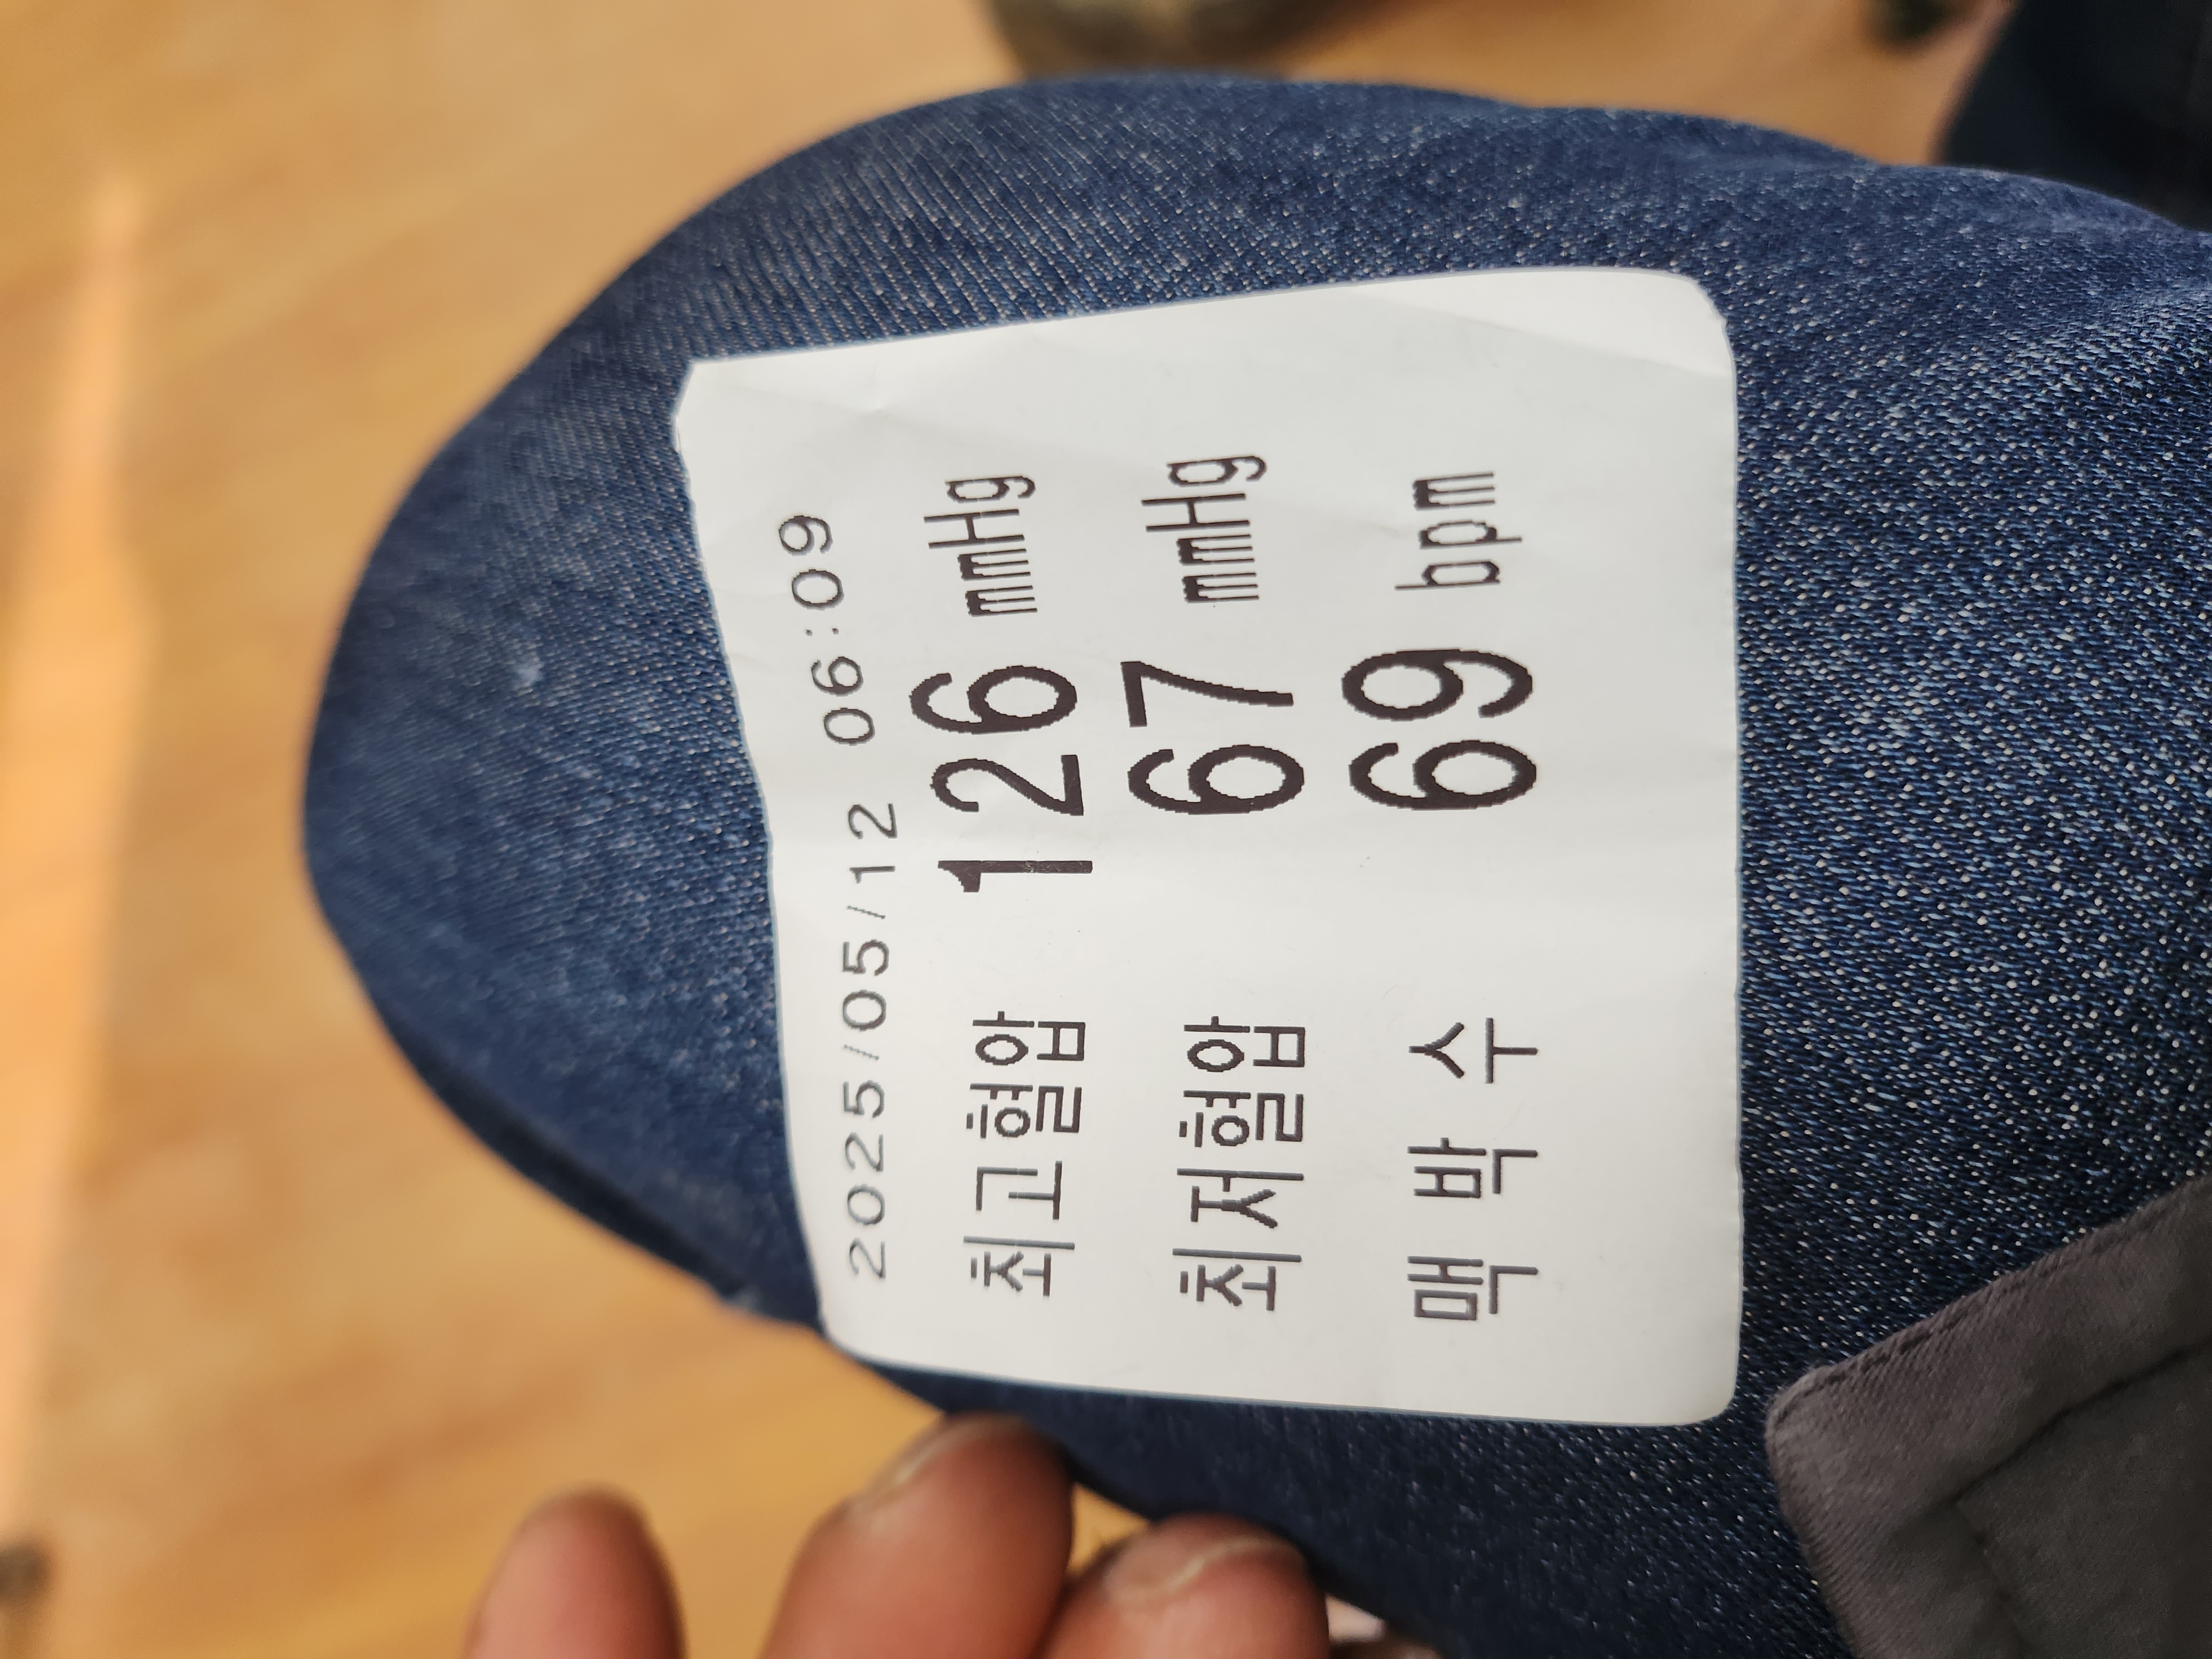 2025/05/12 06:09
최고혈압 126 mmHg
최저혈압 67 mmHg
맥 박 수 69 bpm